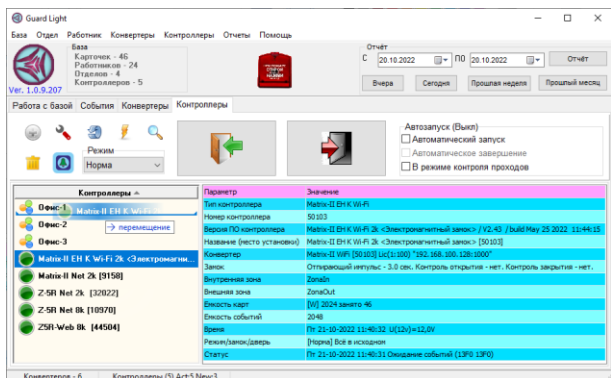 Guard Light
База Отдел Работник Конвертеры Контроллеры Отчеты Помощь
База
Карточек - 46
Работников - 24
Отделов - 4
Контроллеров - 5
Ver. 1.0.9.207
Отчёт
С 20.10.2022 ПО 20.10.2022 Отчёт
Вчера Сегодня Прошлая неделя Прошлый месяц
Работа с базой События Конвертеры Контроллеры
Режим
Норма
Автозапуск (Выкл)
Автоматический запуск
Автоматическое завершение
В режиме контроля проходов
Контроллеры
Офис-1
Matrix-II EH K Wi-Fi
Офис-2
перемещение
Офис-3
Matrix-II EH K Wi-Fi 2k <Электромагнитн...
Matrix-II Net 2k [9158]
Z-5R Net 2k [32022]
Z-5R Net 8k [10970]
Z5R-Web 8k [44504]
Параметр Значение
Тип контроллера Matrix-II EH K Wi-Fi
Номер контроллера 50103
Версия ПО контроллера Matrix-II EH K Wi-Fi 2k <Электромагнитный замок> / V2.43 /build May 25 2022 11:44:15
Название (место установки) Matrix-II EH K Wi-Fi 2k <Электромагнитный замок> [50103]
Конвертер Matrix-II WiFi [50103] Lic(1:100) "192.168.100.128:1000"
Замок Отпирающий импульс - 3.0 сек. Контроль открытия - нет. Контроль закрытия - нет.
Внутренняя зона ZonaIn
Внешняя зона ZonaOut
Емкость карт [W] 2024 занято 46
Емкость событий 2048
Время Пт 21-10-2022 11:40:32 U(12v)=12,0V
Режим/замок/дверь [Норма] Всё в исходном
Статус Пт 21-10-2022 11:40:31 Ожидание событий (13F0 13F0)
Конвертеров - 6 Контроллеры (5) Act:5 New:3